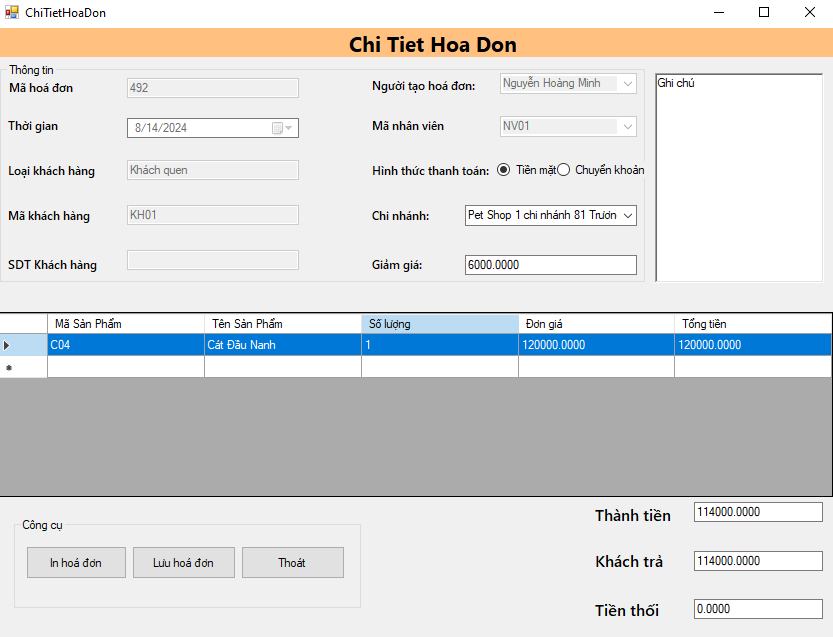 ChiTietHoaDon
Chi Tiet Hoa Don
Thông tin
Mã hoá đơn 492
Thời gian 8/14/2024
Loại khách hàng Khách quen
Mã khách hàng KH01
SDT Khách hàng
Người tạo hoá đơn: Nguyễn Hoàng Minh
Mã nhân viên NV01
Hình thức thanh toán: Tiền mặt Chuyển khoản
Chi nhánh: Pet Shop 1 chi nhánh 81 Trươn
Giảm giá: 6000.0000
Ghi chú
Mã Sản Phẩm Tên Sản Phẩm Số lượng Đơn giá Tổng tiền
C04 Cát Đầu Nanh 1 120000.0000 120000.0000
Công cụ
In hoá đơn Lưu hoá đơn Thoát
Thành tiền 114000.0000
Khách trả 114000.0000
Tiền thối 0.0000